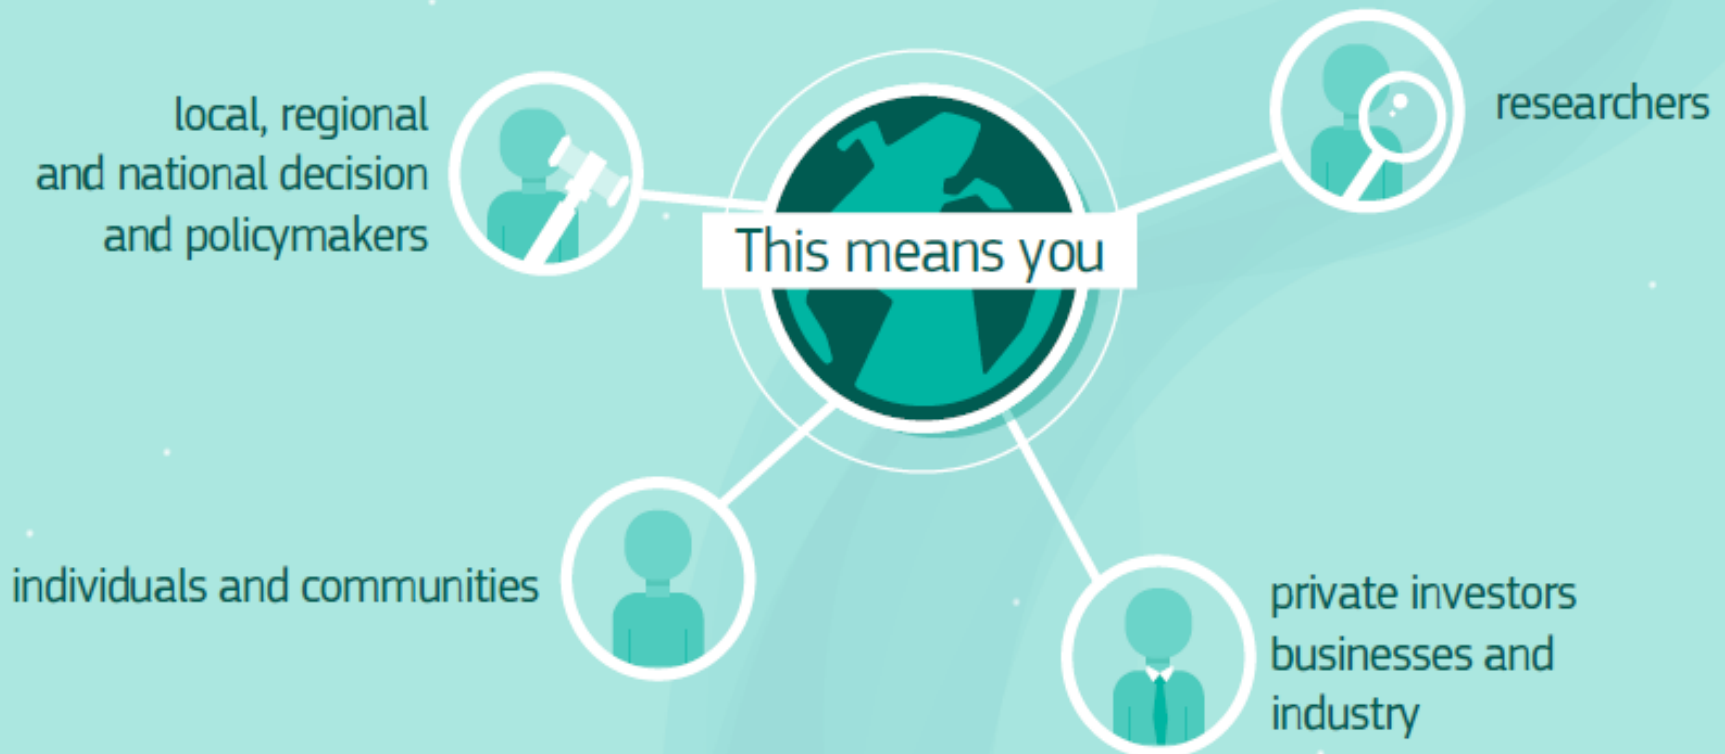 local, regional
and national decision
and policymakers
This means you
researchers
individuals and communities
private investors
businesses and
industry